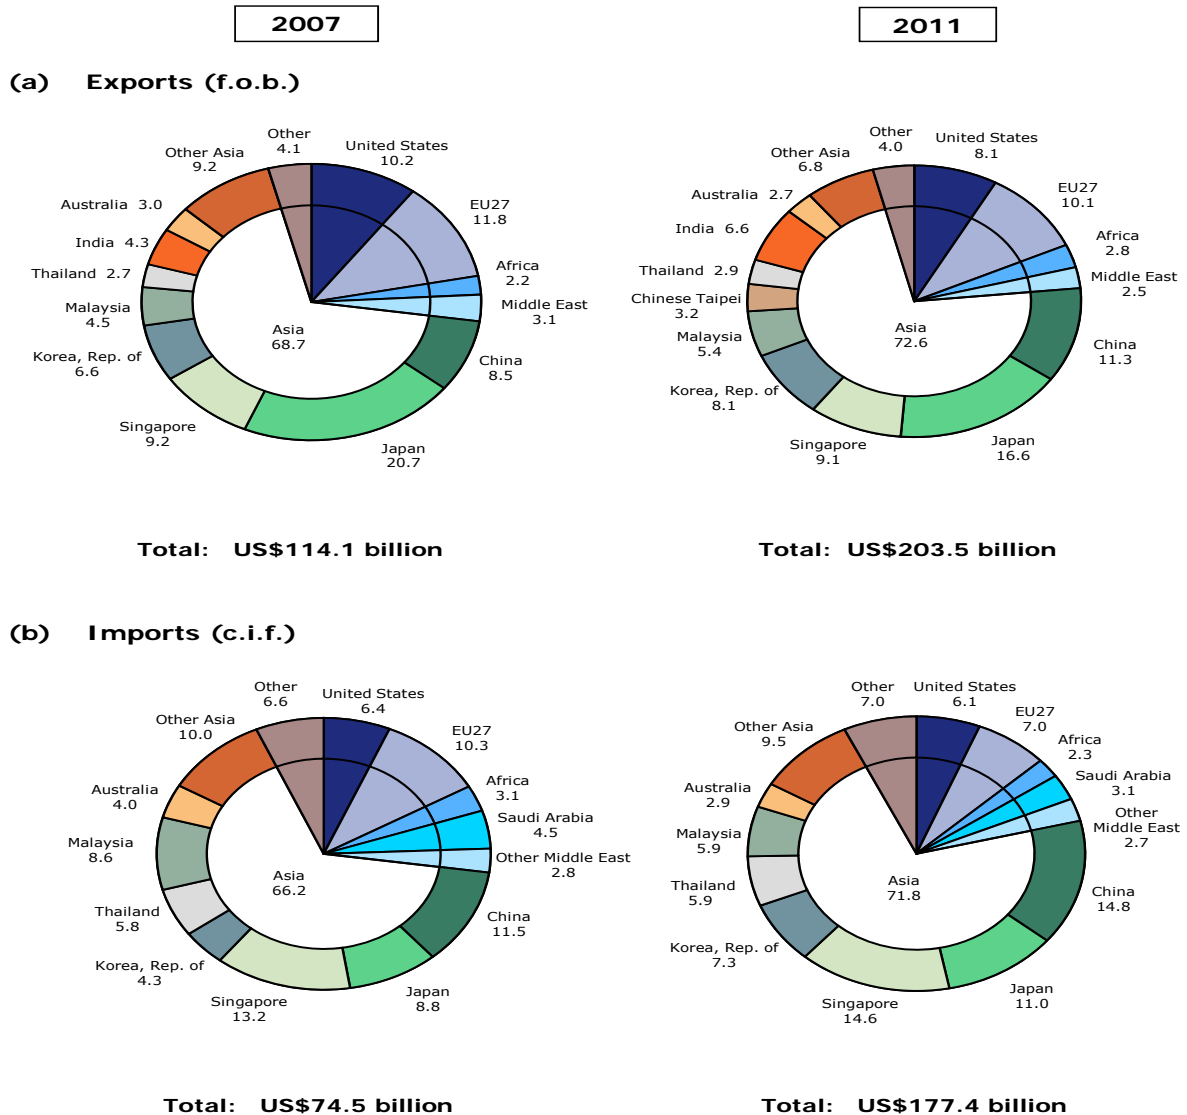 2007
2011
(a) Exports (f.o.b.)
Other
4.1
United States
10.2
EU27
11.8
Africa
2.2
Middle East
3.1
China
8.5
Japan
20.7
Singapore
9.2
Korea, Rep. of
6.6
Malaysia
4.5
Thailand 2.7
India 4.3
Australia 3.0
Other Asia
9.2
Asia
68.7
Total: US$114.1 billion
Other
4.0
United States
8.1
EU27
10.1
Africa
2.8
Middle East
2.5
China
11.3
Japan
16.6
Singapore
9.1
Korea, Rep. of
8.1
Malaysia
5.4
Chinese Taipei
3.2
Thailand 2.9
India 6.6
Australia 2.7
Other Asia
6.8
Asia
72.6
Total: US$203.5 billion
(b) Imports (c.i.f.)
Other
6.6
United States
6.4
EU27
10.3
Africa
3.1
Saudi Arabia
4.5
Other Middle East
2.8
China
11.5
Japan
8.8
Singapore
13.2
Korea, Rep. of
4.3
Thailand
5.8
Malaysia
8.6
Australia
4.0
Other Asia
10.0
Asia
66.2
Total: US$74.5 billion
Other
7.0
United States
6.1
EU27
7.0
Africa
2.3
Saudi Arabia
3.1
Other
Middle East
2.7
China
14.8
Japan
11.0
Singapore
14.6
Korea, Rep. of
7.3
Thailand
5.9
Malaysia
5.9
Australia
2.9
Other Asia
9.5
Asia
71.8
Total: US$177.4 billion